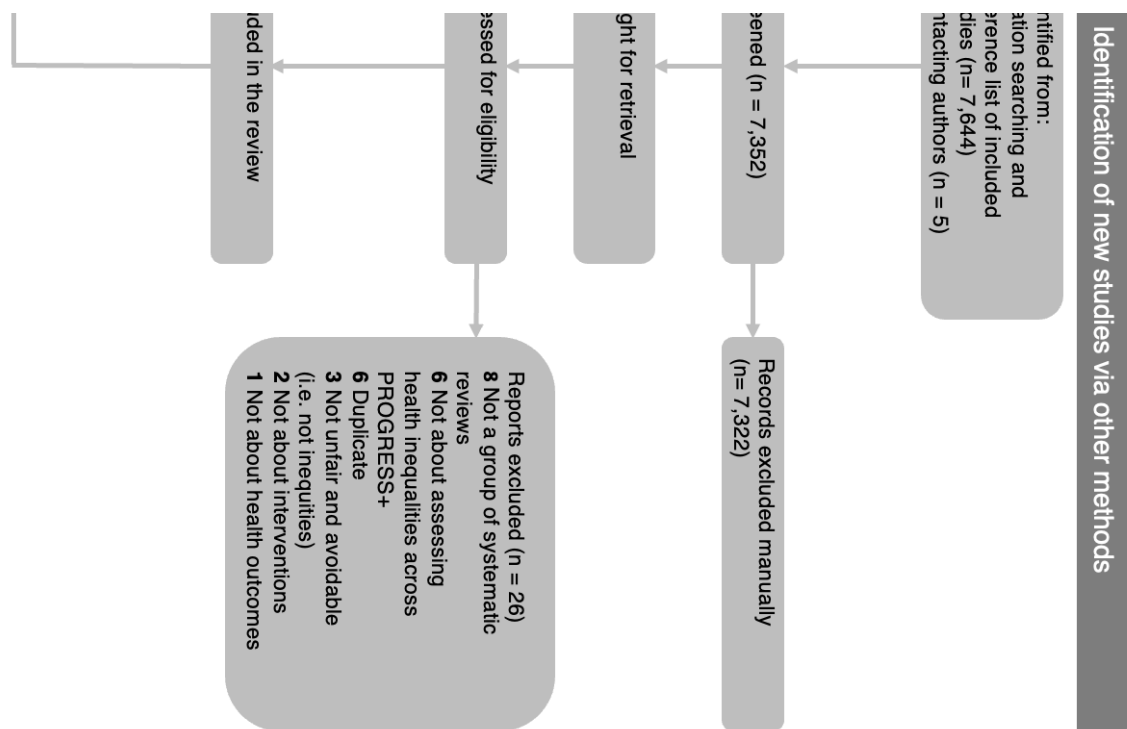 Identification of new studies via other methods
ntified from:
ation searching and
erence list of included
dies (n= 7,644)
ntacting authors (n = 5)
eened (n = 7,352)
Records excluded manually
(n= 7,322)
ght for retrieval
essed for eligibility
Reports excluded (n = 26)
8 Not a group of systematic
reviews
6 Not about assessing
health inequalities across
PROGRESS+
6 Duplicate
3 Not unfair and avoidable
(i.e. not inequities)
2 Not about interventions
1 Not about health outcomes
uded in the review